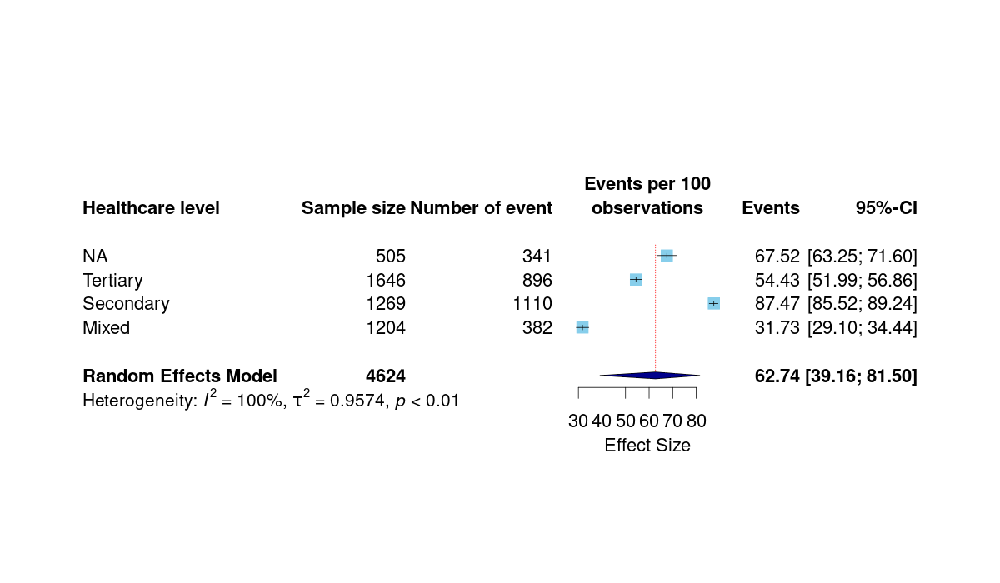 Events per 100
Healthcare level Sample size Number of event observations Events 95%-CI
NA 505 341 67.52 [63.25; 71.60]
Tertiary 1646 896 54.43 [51.99; 56.86]
Secondary 1269 1110 87.47 [85.52; 89.24]
Mixed 1204 382 31.73 [29.10; 34.44]
Random Effects Model 4624 62.74 [39.16; 81.50]
Heterogeneity: I² = 100%, τ² = 0.9574, p < 0.01
30 40 50 60 70 80
Effect Size